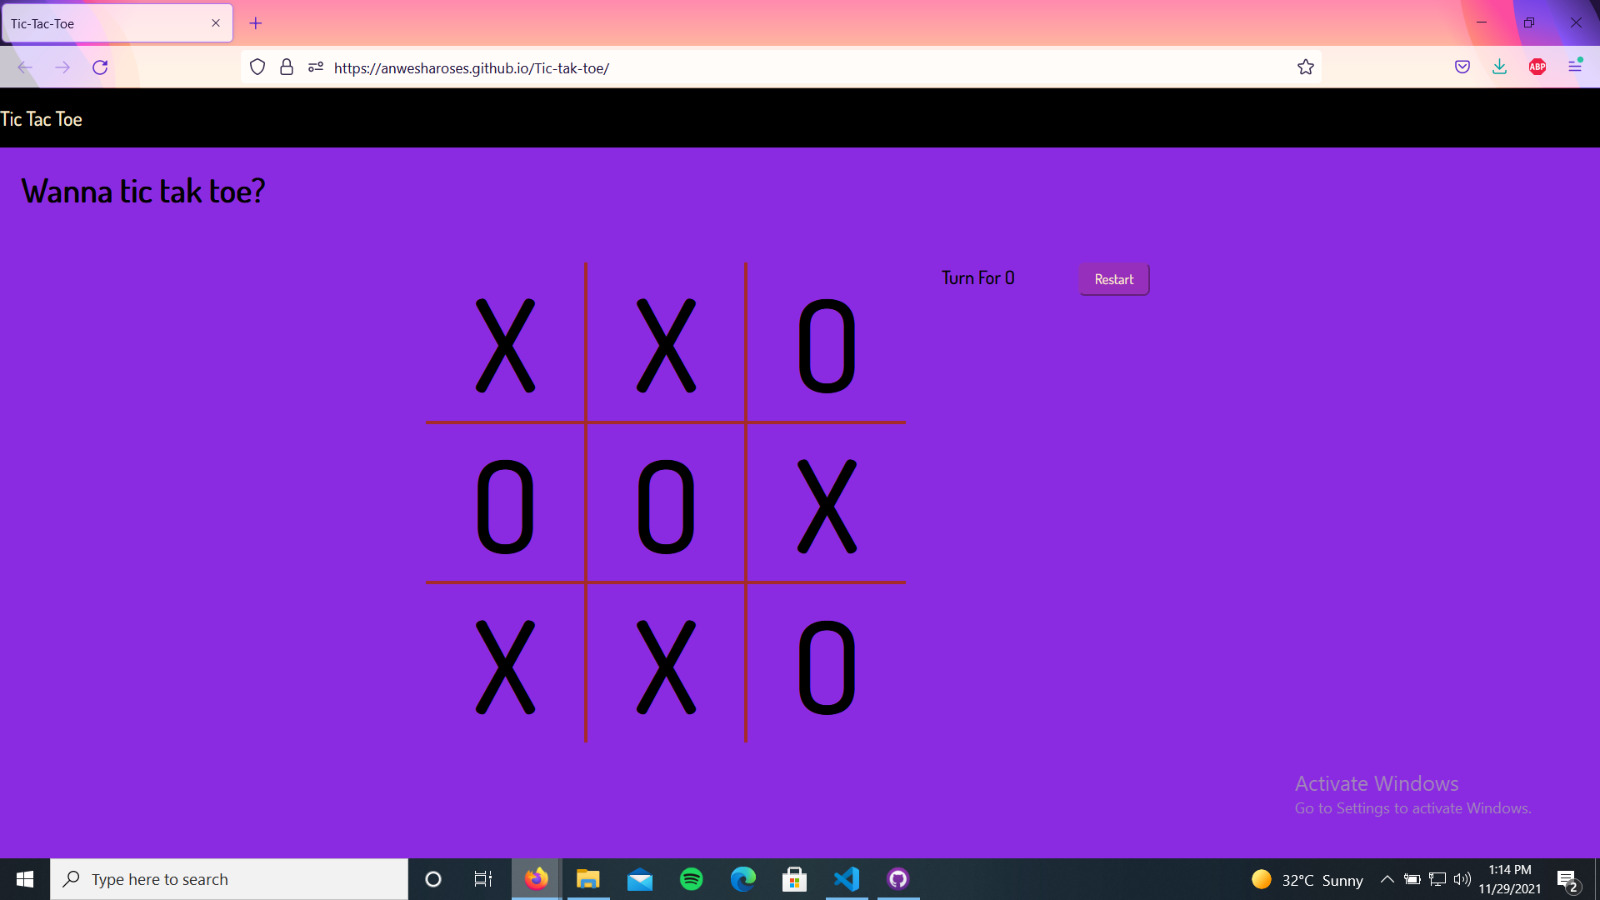 Tic-Tac-Toe
https://anwesharoses.github.io/Tic-tak-toe/
ABP
Tic Tac Toe
Wanna tic tak toe?
Turn For O
Restart
X X O
O O X
X X O
Activate Windows
Go to Settings to activate Windows.
Type here to search
32°C Sunny
1:14 PM
11/29/2021
2